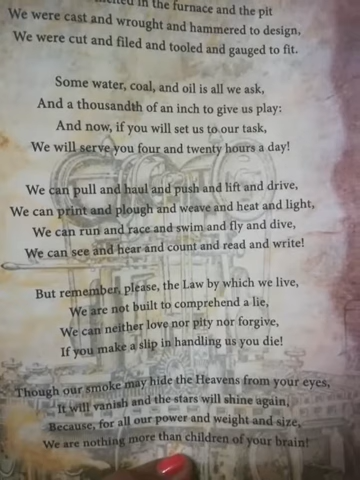 in the furnace and the pit
We were cast and wrought and hammered to design,
We were cut and filed and tooled and gauged to fit.
Some water, coal, and oil is all we ask,
And a thousandth of an inch to give us play:
And now, if you will set us to our task,
We will serve you four and twenty hours a day!
We can pull and haul and push and lift and drive,
We can print and plough and weave and heat and light,
We can run and race and swim and fly and dive,
We can see and hear and count and read and write!
But remember, please, the Law by which we live,
We are not built to comprehend a lie,
We can neither love nor pity nor forgive,
If you make a slip in handling us you die!
Though our smoke may hide the Heavens from your eyes,
It will vanish and the stars will shine again,
Because, for all our power and weight and size,
We are nothing more than children of your brain!